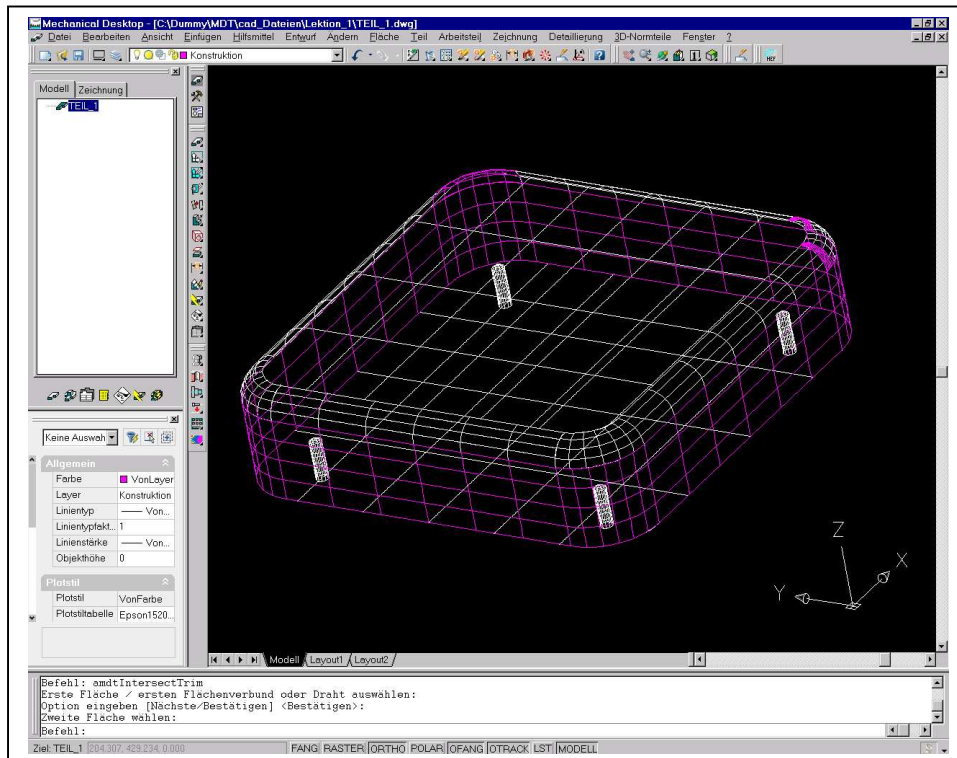 Mechanical Desktop - [C:\Dummy\MDT\cad_Dateien\Lektion_1\TEIL_1.dwg]
Datei Bearbeiten Ansicht Einfügen Hilfsmittel Entwurf Ändern Fläche Teil Arbeitsteil Zeichnung Detaillierung 3D-Normteile Fenster ?
Konstruktion
Modell Zeichnung
TEIL_1
Keine Auswah
Allgemein
Farbe VonLayer
Layer Konstruktion
Linientyp Von...
Linientypfakt... 1
Linienstärke Von...
Objekthöhe 0
Plotstil
Plotstil VonFarbe
Plotstiltabelle Epson1520...
Z
X
Y
Modell Layout1 Layout2
Befehl: amdtIntersectTrim
Erste Fläche / ersten Flächenverbund oder Draht auswählen:
Option eingeben [Nächste/Bestätigen] <Bestätigen>:
Zweite Fläche wählen:
Befehl:
Ziel: TEIL_1 204.307, 429.234, 0.000 FANG RASTER ORTHO POLAR OFANG OTRACK LST MODELL